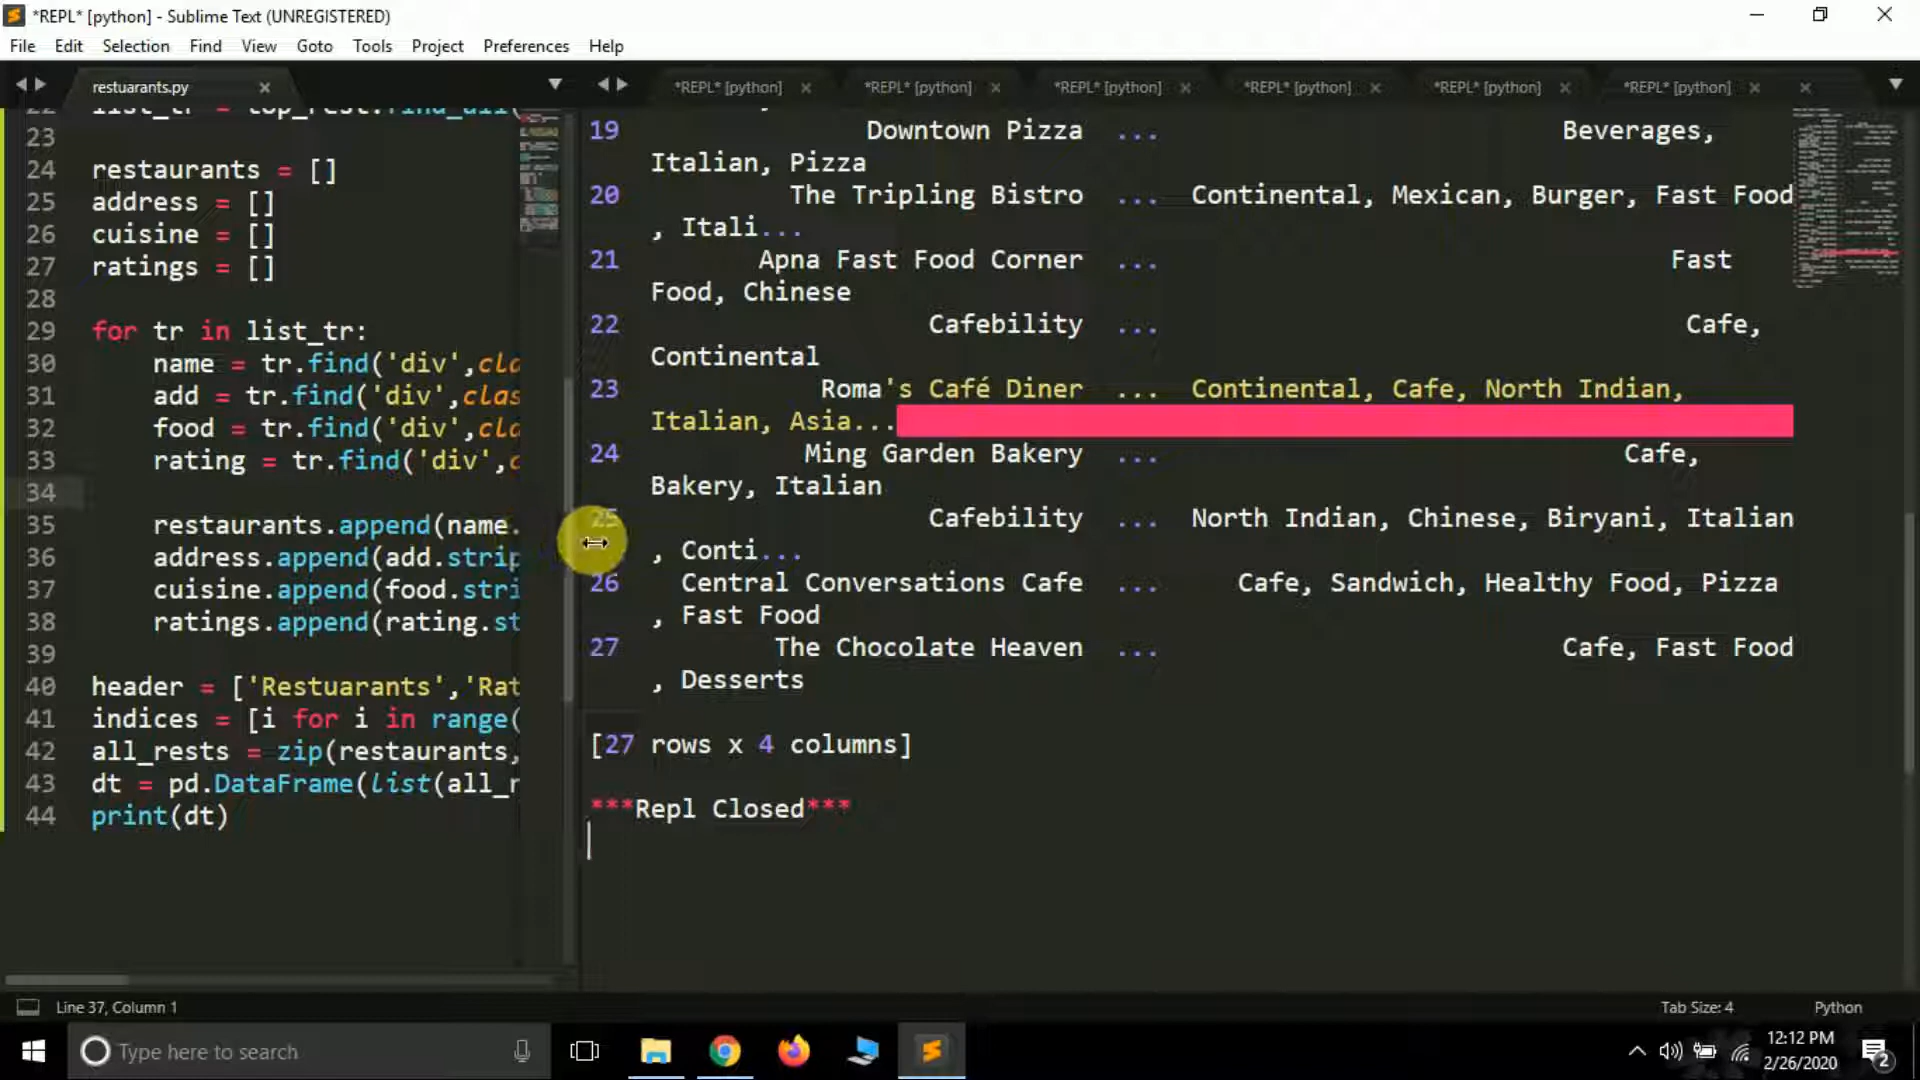 *REPL* [python] - Sublime Text (UNREGISTERED)
File Edit Selection Find View Goto Tools Project Preferences Help
restuarants.py
*REPL* [python] *REPL* [python] *REPL* [python] *REPL* [python] *REPL* [python] *REPL* [python]
22 list_tr = top_rest.find_all(
23
24 restaurants = []
25 address = []
26 cuisine = []
27 ratings = []
28
29 for tr in list_tr:
30 name = tr.find('div',cla
31 add = tr.find('div',clas
32 food = tr.find('div',cla
33 rating = tr.find('div',c
34
35 restaurants.append(name.
36 address.append(add.strip
37 cuisine.append(food.stri
38 ratings.append(rating.st
39
40 header = ['Restuarants','Rat
41 indices = [i for i in range(
42 all_rests = zip(restaurants,
43 dt = pd.DataFrame(list(all_r
44 print(dt)
19 Downtown Pizza ... Beverages,
Italian, Pizza
20 The Tripling Bistro ... Continental, Mexican, Burger, Fast Food
, Itali...
21 Apna Fast Food Corner ... Fast
Food, Chinese
22 Cafebility ... Cafe,
Continental
23 Roma's Café Diner ... Continental, Cafe, North Indian,
Italian, Asia...
24 Ming Garden Bakery ... Cafe,
Bakery, Italian
25 Cafebility ... North Indian, Chinese, Biryani, Italian
, Conti...
26 Central Conversations Cafe ... Cafe, Sandwich, Healthy Food, Pizza
, Fast Food
27 The Chocolate Heaven ... Cafe, Fast Food
, Desserts
[27 rows x 4 columns]
***Repl Closed***
Line 37, Column 1
Tab Size: 4 Python
Type here to search
12:12 PM
2/26/2020
2